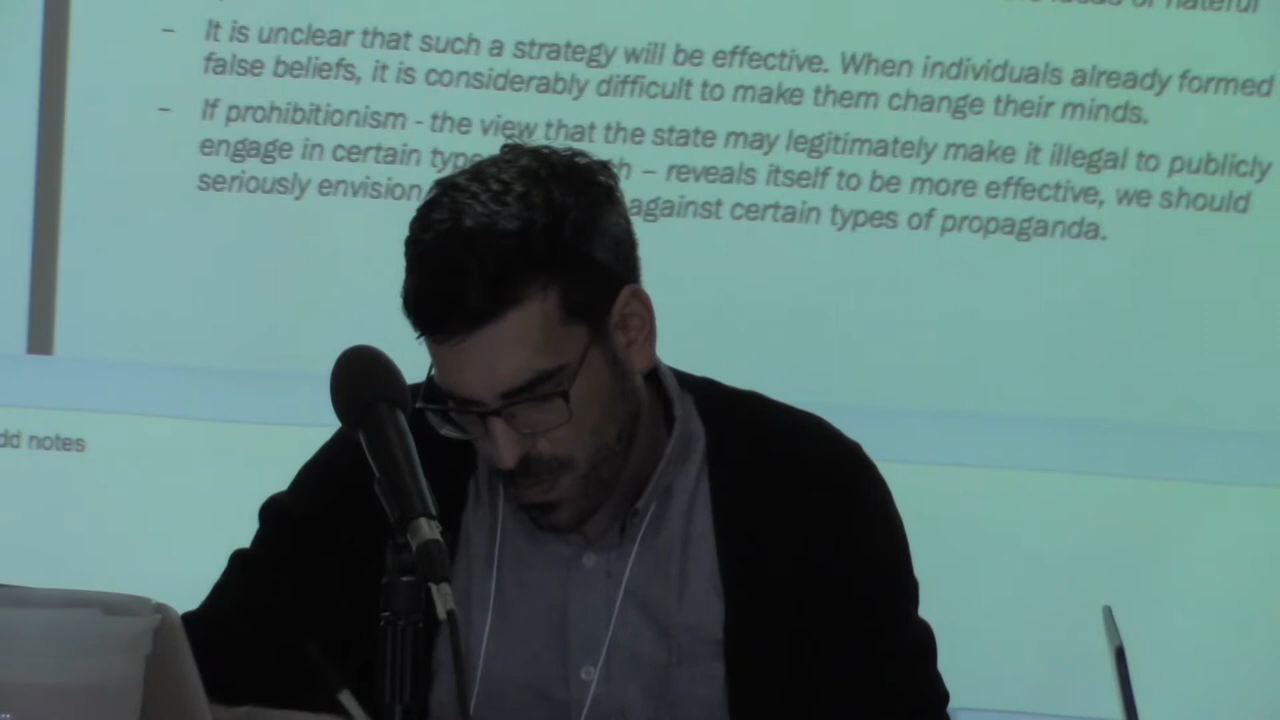 of hateful
– It is unclear that such a strategy will be effective. When individuals already formed
false beliefs, it is considerably difficult to make them change their minds.
– If prohibitionism - the view that the state may legitimately make it illegal to publicly
engage in certain – reveals itself to be more effective, we should
seriously envision against certain types of propaganda.
dd notes